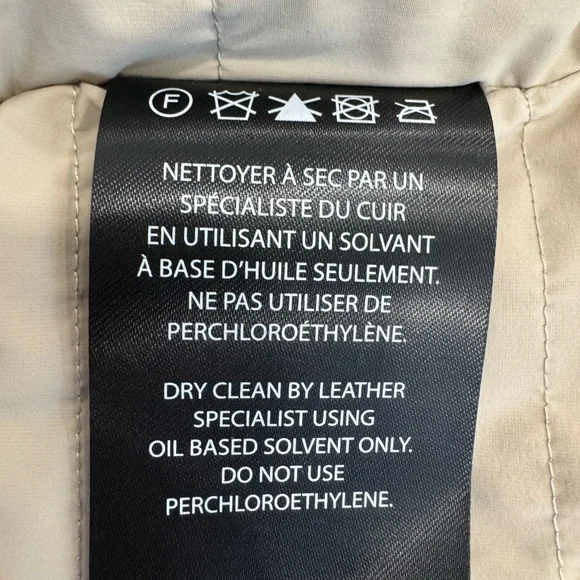 F
NETTOYER À SEC PAR UN
SPÉCIALISTE DU CUIR
EN UTILISANT UN SOLVANT
À BASE D'HUILE SEULEMENT.
NE PAS UTILISER DE
PERCHLOROÉTHYLÈNE.
DRY CLEAN BY LEATHER
SPECIALIST USING
OIL BASED SOLVENT ONLY.
DO NOT USE
PERCHLOROETHYLENE.